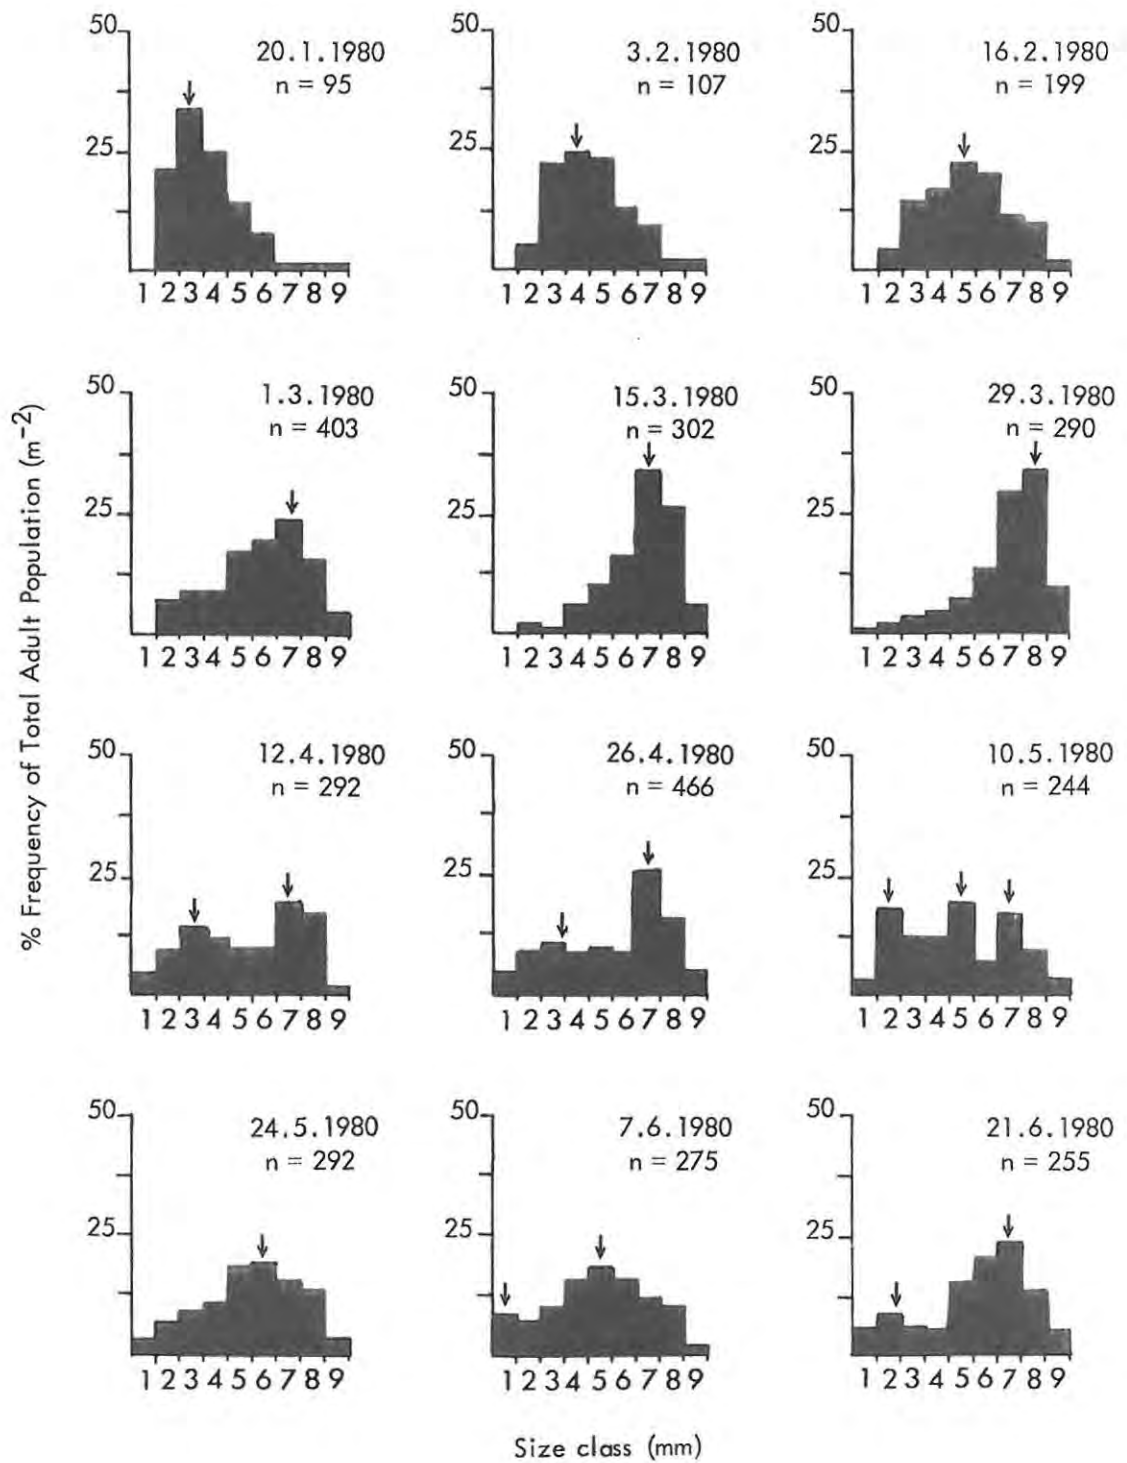 % Frequency of Total Adult Population (m⁻²)
50
25
20.1.1980
n = 95
1 2 3 4 5 6 7 8 9
50
25
3.2.1980
n = 107
1 2 3 4 5 6 7 8 9
50
25
16.2.1980
n = 199
1 2 3 4 5 6 7 8 9
50
25
1.3.1980
n = 403
1 2 3 4 5 6 7 8 9
50
25
15.3.1980
n = 302
1 2 3 4 5 6 7 8 9
50
25
29.3.1980
n = 290
1 2 3 4 5 6 7 8 9
50
25
12.4.1980
n = 292
1 2 3 4 5 6 7 8 9
50
25
26.4.1980
n = 466
1 2 3 4 5 6 7 8 9
50
25
10.5.1980
n = 244
1 2 3 4 5 6 7 8 9
50
25
24.5.1980
n = 292
1 2 3 4 5 6 7 8 9
50
25
7.6.1980
n = 275
1 2 3 4 5 6 7 8 9
50
25
21.6.1980
n = 255
1 2 3 4 5 6 7 8 9
Size class (mm)